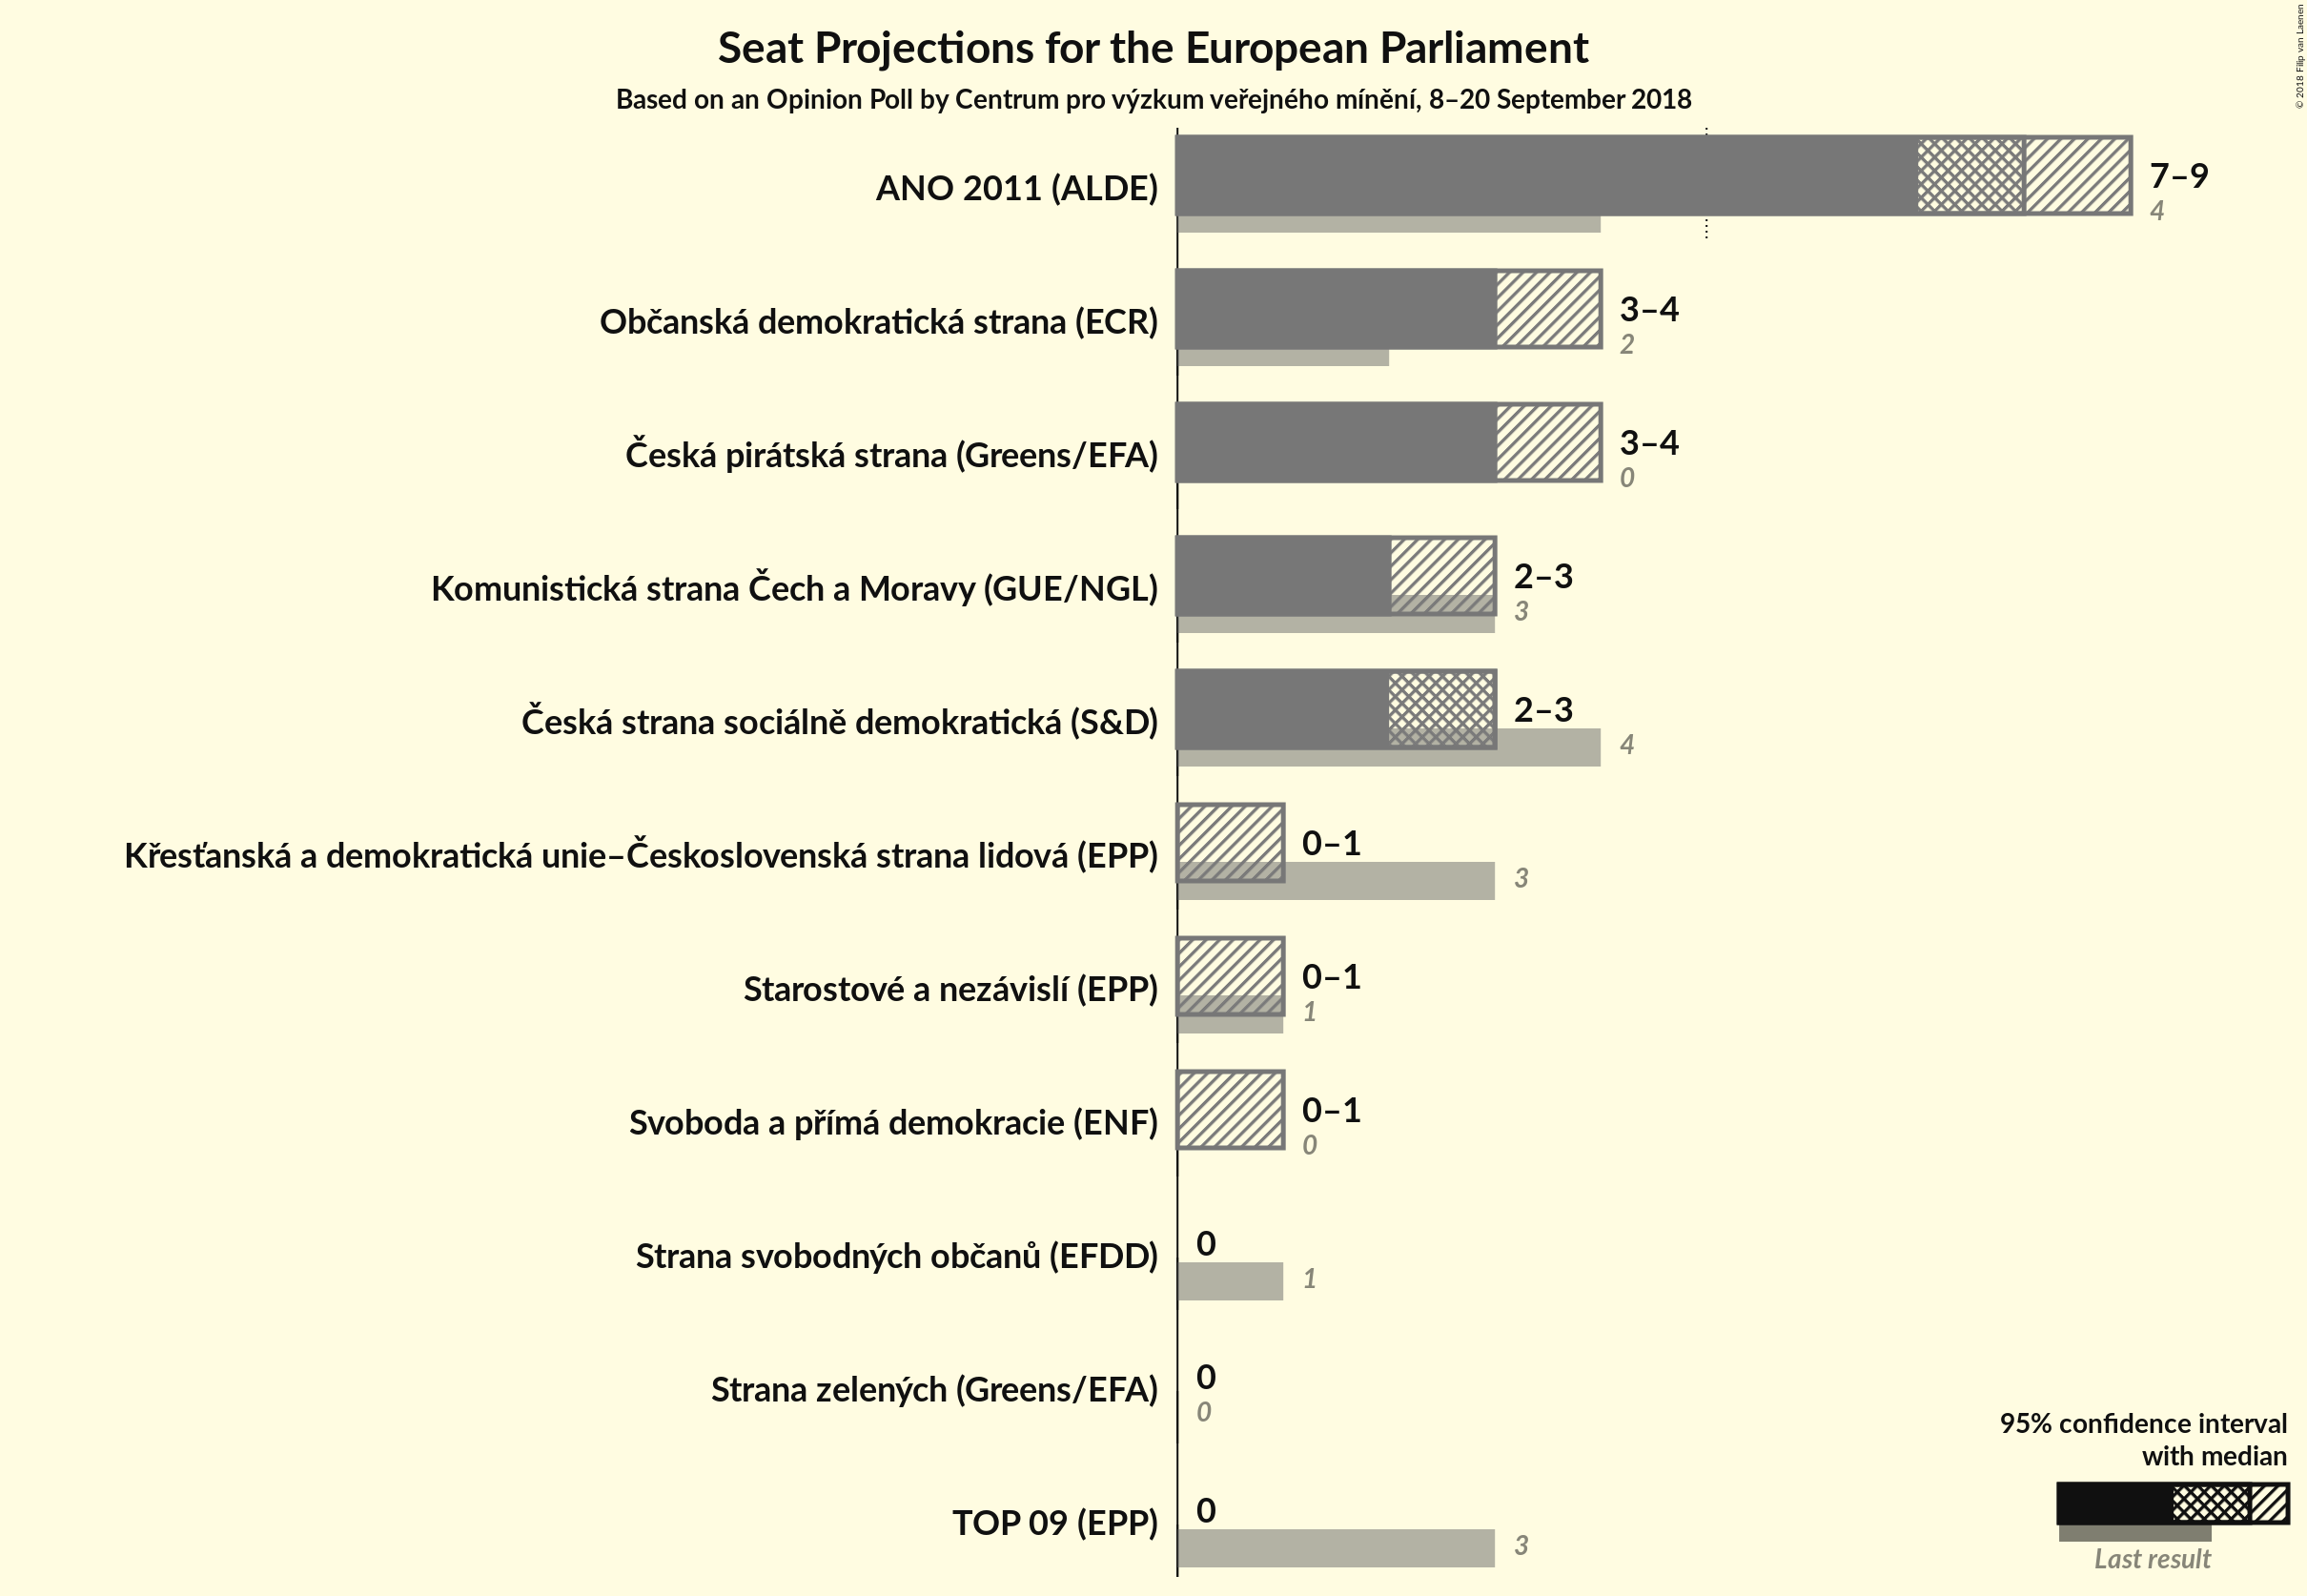 Seat Projections for the European Parliament
Based on an Opinion Poll by Centrum pro výzkum veřejného mínění, 8–20 September 2018
© 2018 Filip van Laenen
ANO 2011 (ALDE)
7–9
4
Občanská demokratická strana (ECR)
3–4
2
Česká pirátská strana (Greens/EFA)
3–4
0
Komunistická strana Čech a Moravy (GUE/NGL)
2–3
3
Česká strana sociálně demokratická (S&D)
2–3
4
Křesťanská a demokratická unie–Československá strana lidová (EPP)
0–1
3
Starostové a nezávislí (EPP)
0–1
1
Svoboda a přímá demokracie (ENF)
0–1
0
Strana svobodných občanů (EFDD)
0
1
Strana zelených (Greens/EFA)
0
0
TOP 09 (EPP)
0
3
95% confidence interval
with median
Last result